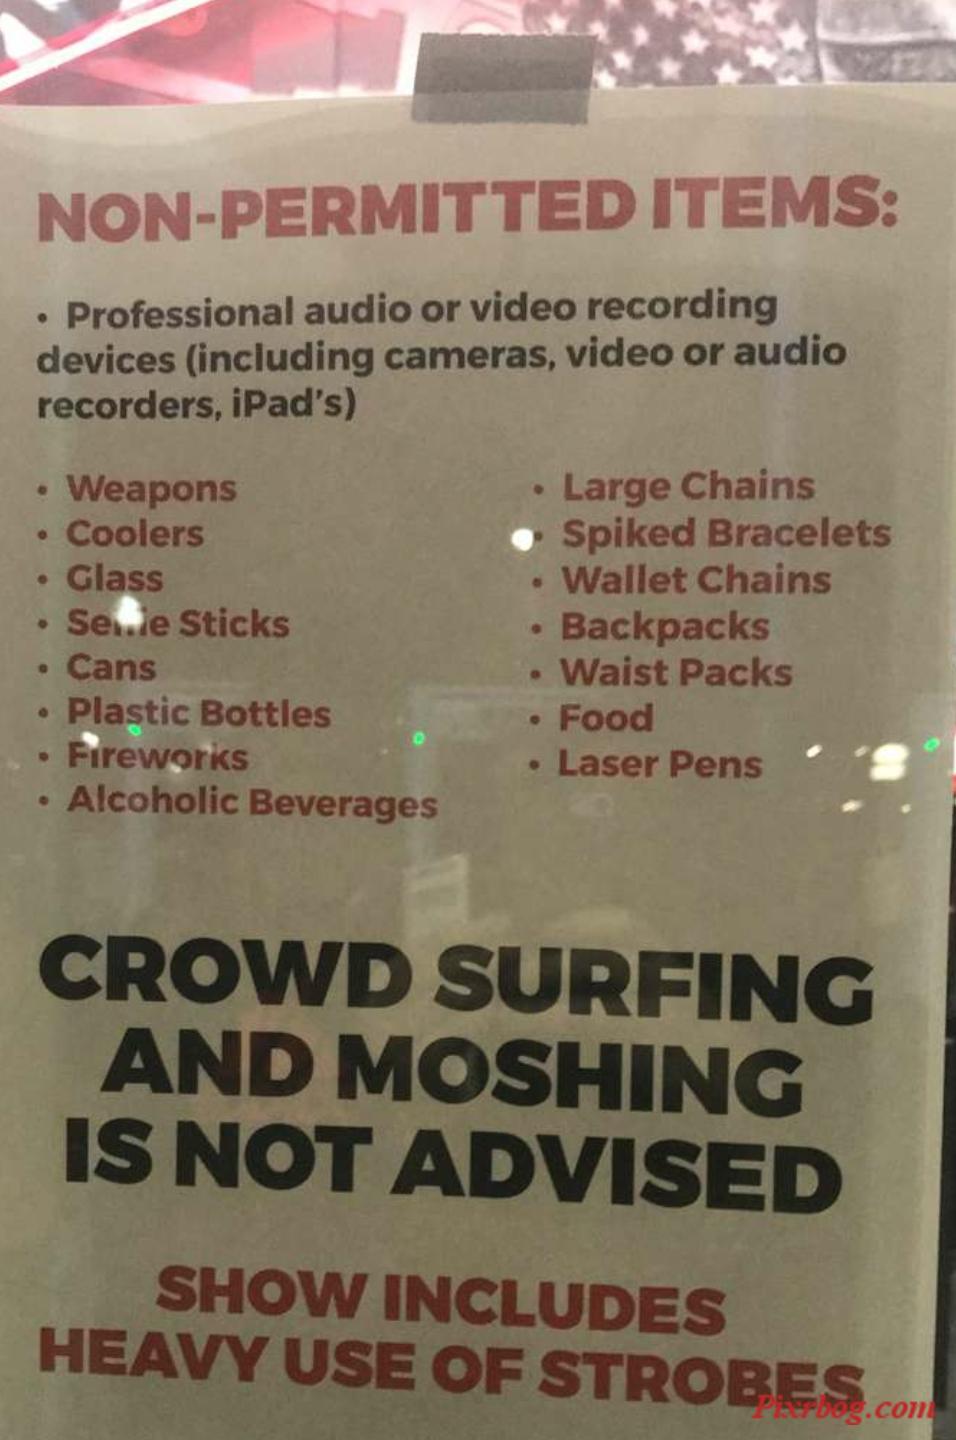 NON-PERMITTED ITEMS:
• Professional audio or video recording
devices (including cameras, video or audio
recorders, iPad's)
• Weapons
• Coolers
• Glass
• Selfie Sticks
• Cans
• Plastic Bottles
• Fireworks
• Alcoholic Beverages
• Large Chains
• Spiked Bracelets
• Wallet Chains
• Backpacks
• Waist Packs
• Food
• Laser Pens
CROWD SURFING
AND MOSHING
IS NOT ADVISED
SHOW INCLUDES
HEAVY USE OF STROBES
Pixrbog.com